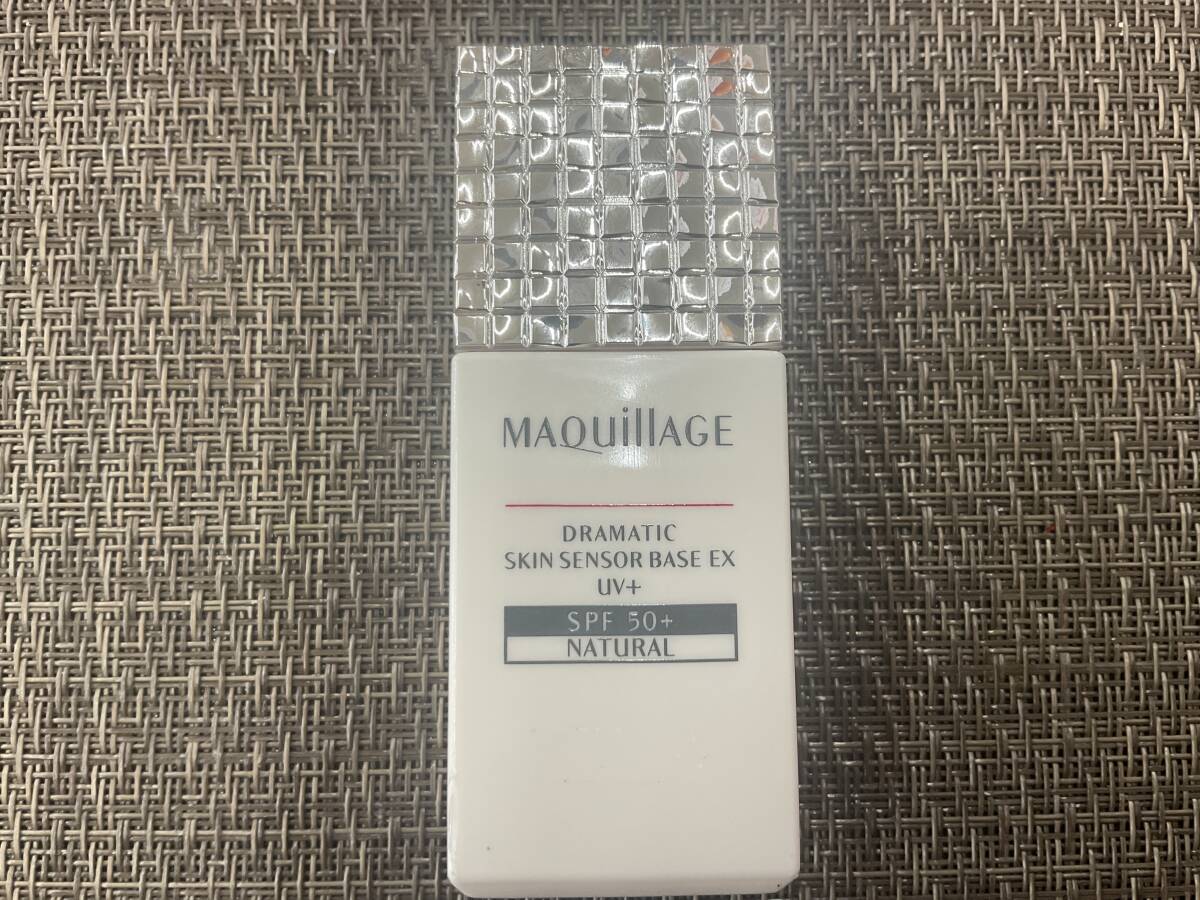 MAQuillAGE
DRAMATIC
SKIN SENSOR BASE EX
UV+
SPF 50+
NATURAL